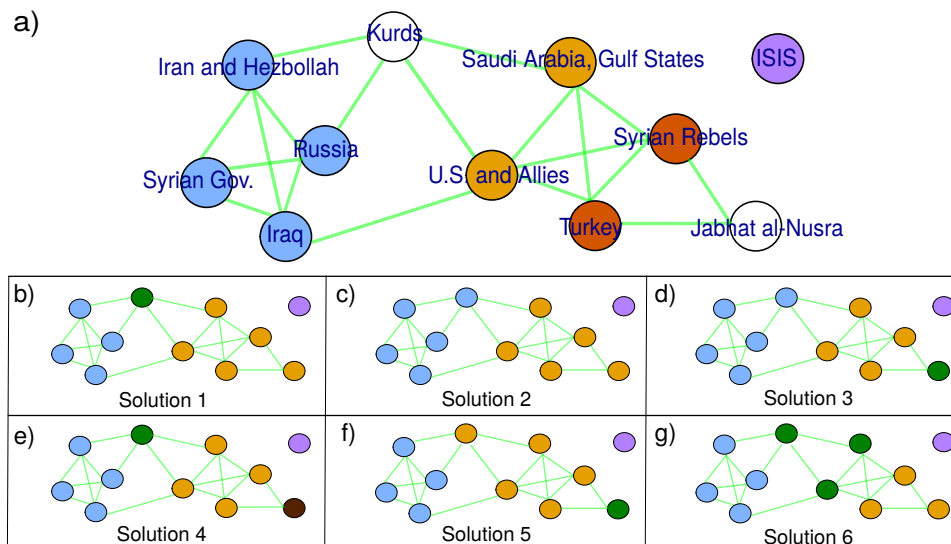 a)
Kurds
Iran and Hezbollah
Saudi Arabia, Gulf States
ISIS
Russia
Syrian Rebels
Syrian Gov.
U.S. and Allies
Iraq
Turkey
Jabhat al-Nusra
b)
Solution 1
c)
Solution 2
d)
Solution 3
e)
Solution 4
f)
Solution 5
g)
Solution 6